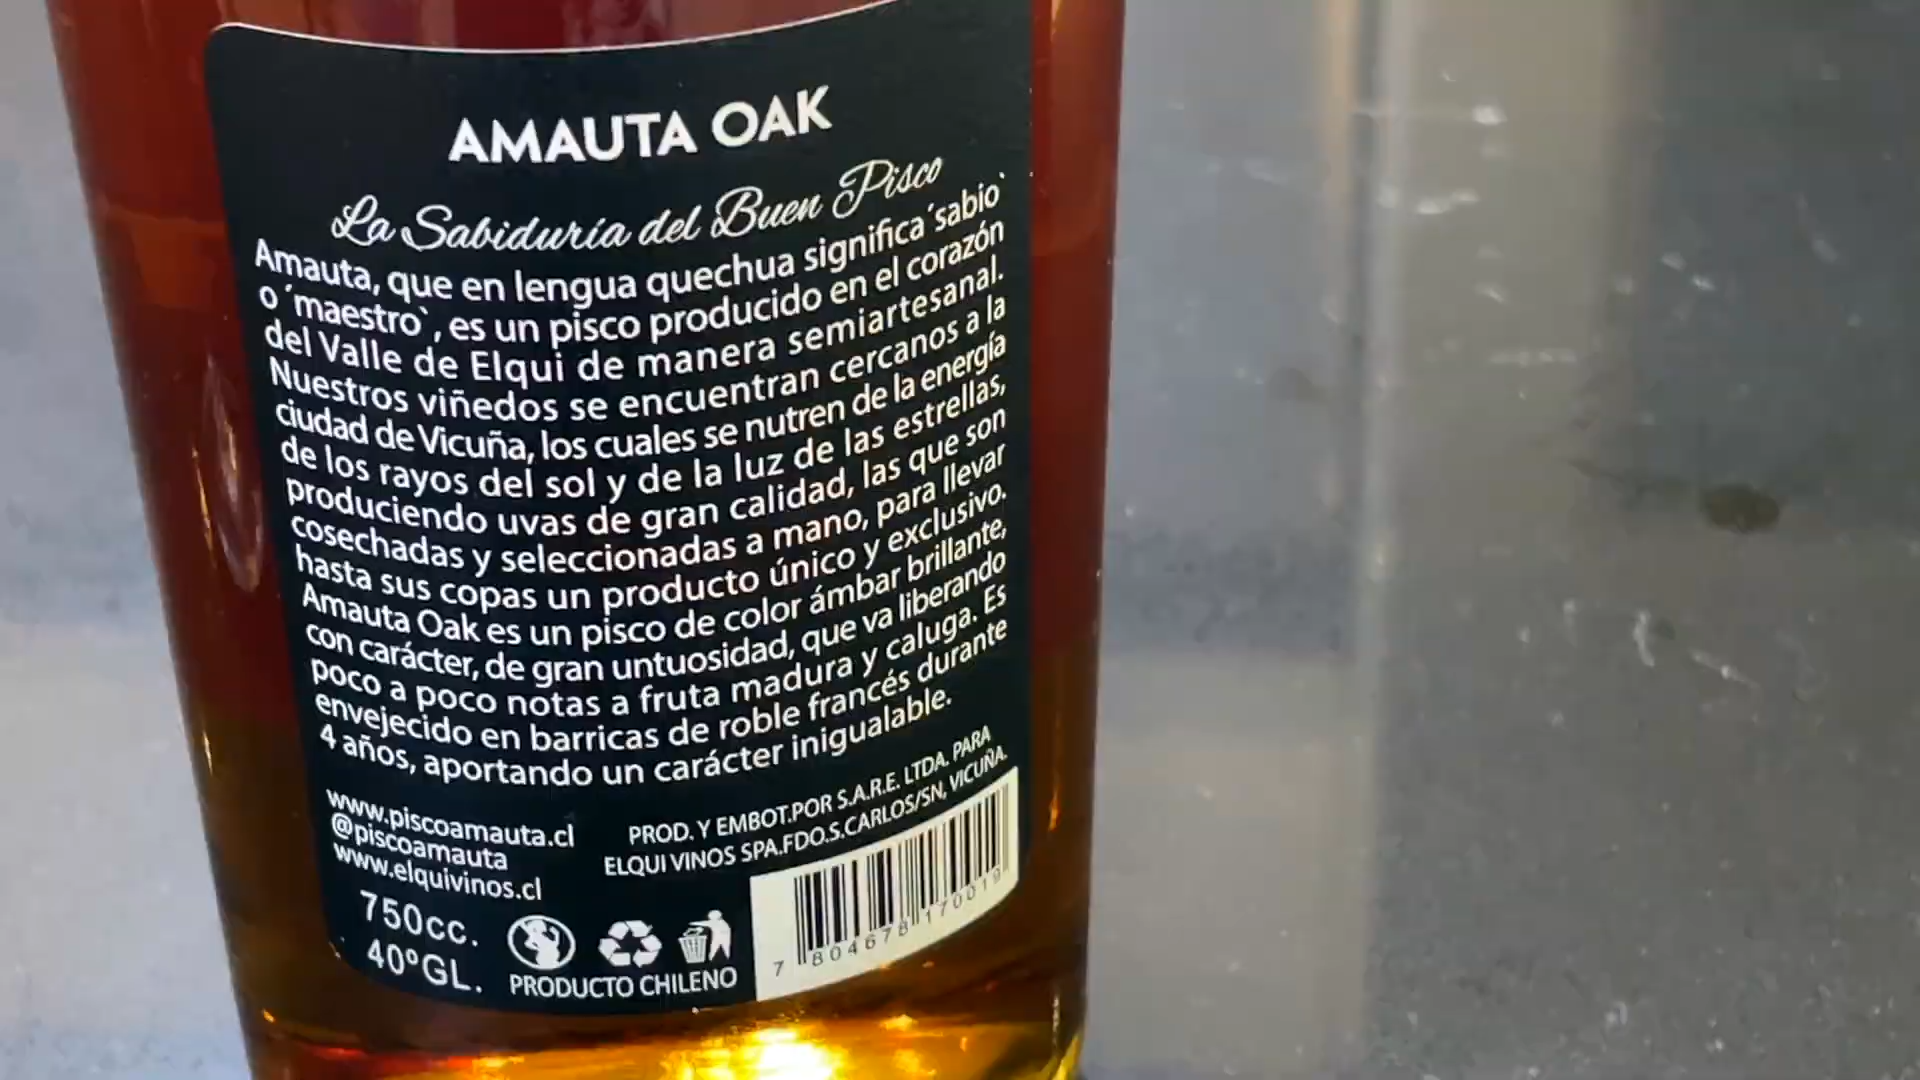 AMAUTA OAK
La Sabiduría del Buen Pisco
Amauta, que en lengua quechua significa ´sabio`
o ´maestro`, es un pisco producido en el corazón
del Valle de Elqui de manera semiartesanal.
Nuestros viñedos se encuentran cercanos a la
ciudad de Vicuña, los cuales se nutren de la energía
de los rayos del sol y de la luz de las estrellas,
produciendo uvas de gran calidad, las que son
cosechadas y seleccionadas a mano, para llevar
hasta sus copas un producto único y exclusivo.
Amauta Oak es un pisco de color ámbar brillante,
con carácter, de gran untuosidad, que va liberando
poco a poco notas a fruta madura y caluga. Es
envejecido en barricas de roble francés durante
4 años, aportando un carácter inigualable.
www.piscoamauta.cl
@piscoamauta
www.elquivinos.cl
PROD. Y EMBOT.POR S.A.R.E. LTDA. PARA
ELQUI VINOS SPA.FDO.S.CARLOS/SN, VICUÑA.
750cc.
40ºGL.
PRODUCTO CHILENO
7 804678 170019